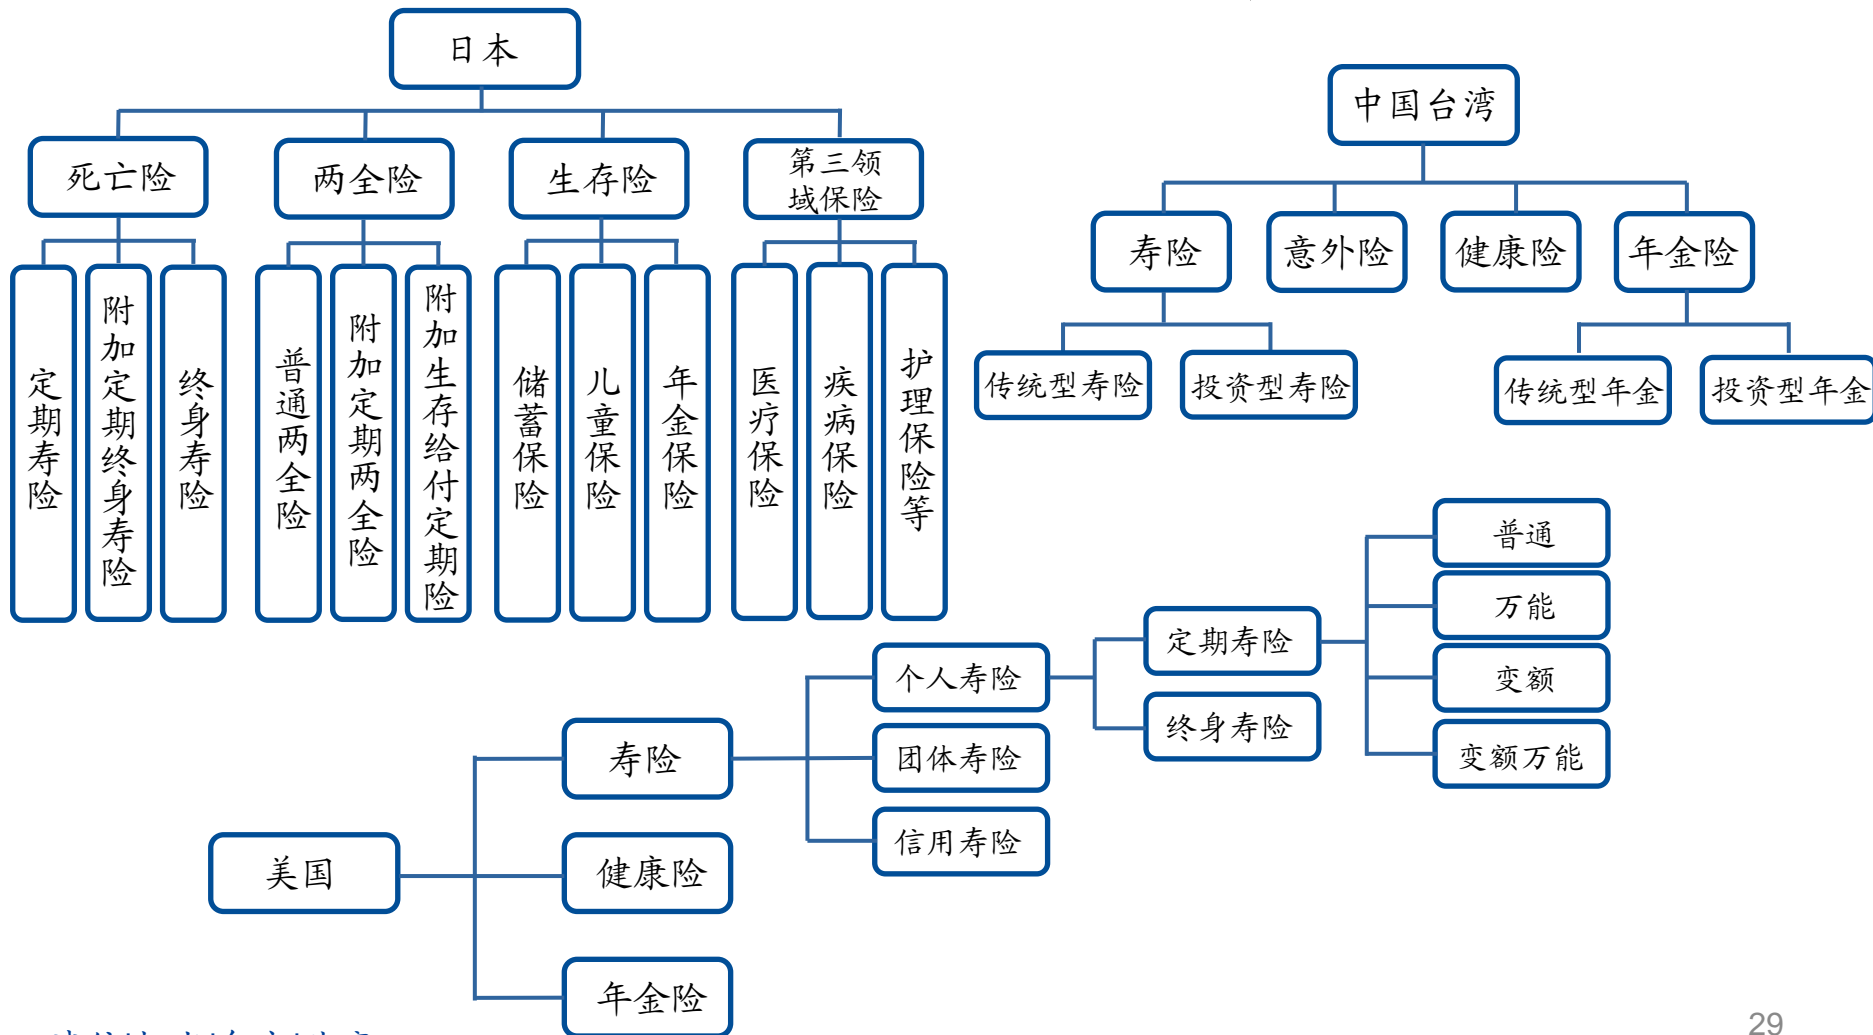 日本
死亡险
两全险
生存险
第三领
域保险
定期寿险
附加定期终身寿险
终身寿险
普通两全险
附加定期两全险
附加生存给付定期险
储蓄保险
儿童保险
年金保险
医疗保险
疾病保险
护理保险等
中国台湾
寿险
意外险
健康险
年金险
传统型寿险
投资型寿险
传统型年金
投资型年金
美国
寿险
健康险
年金险
个人寿险
团体寿险
信用寿险
定期寿险
终身寿险
普通
万能
变额
变额万能
29